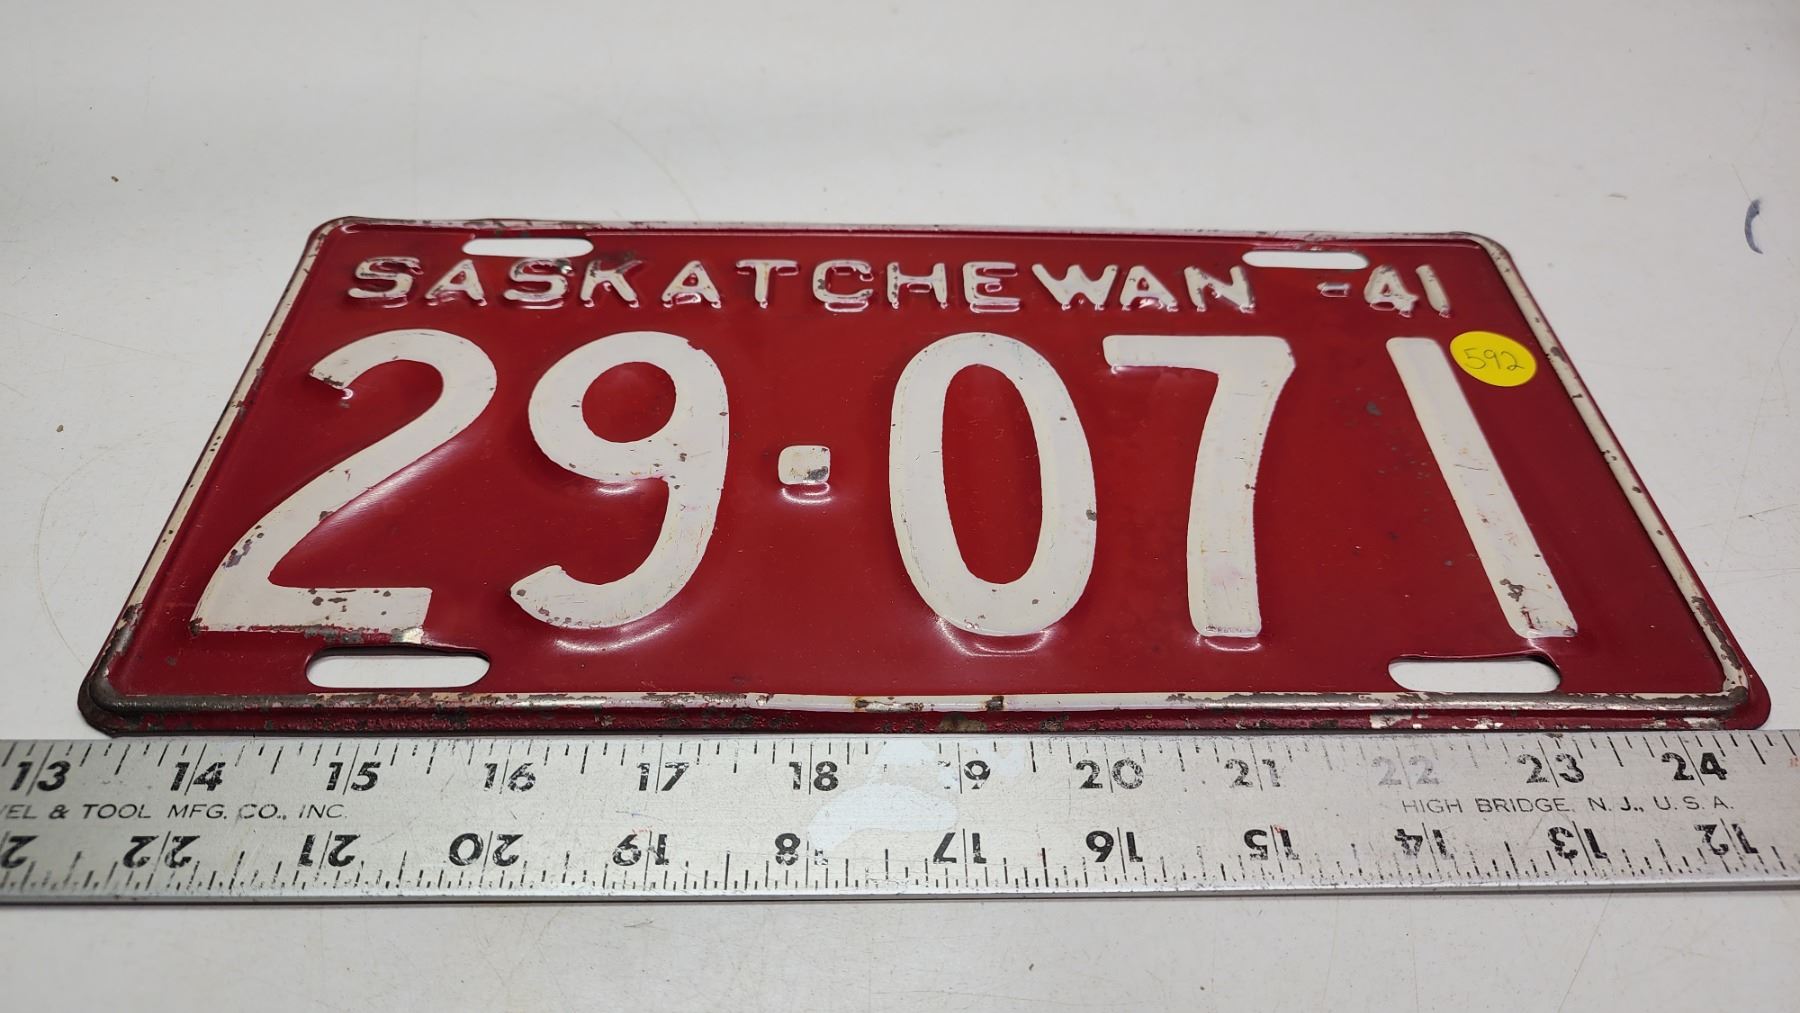 SASKATCHEWAN -41
592
29·071
13 14 15 16 17 18 19 20 21 22 23 24
EL & TOOL MFG. CO., INC. HIGH BRIDGE, N. J., U. S. A.
12 13 14 15 16 17 18 19 20 21 22 2